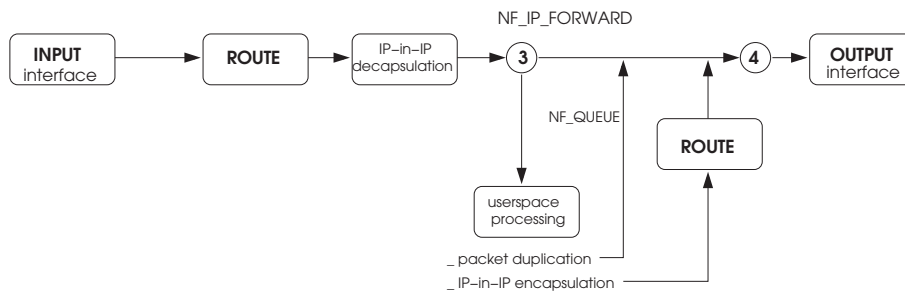 NF_IP_FORWARD
INPUT
interface
ROUTE
IP-in-IP
decapsulation
3
4
OUTPUT
interface
NF_QUEUE
ROUTE
userspace
processing
_ packet duplication
_ IP-in-IP encapsulation